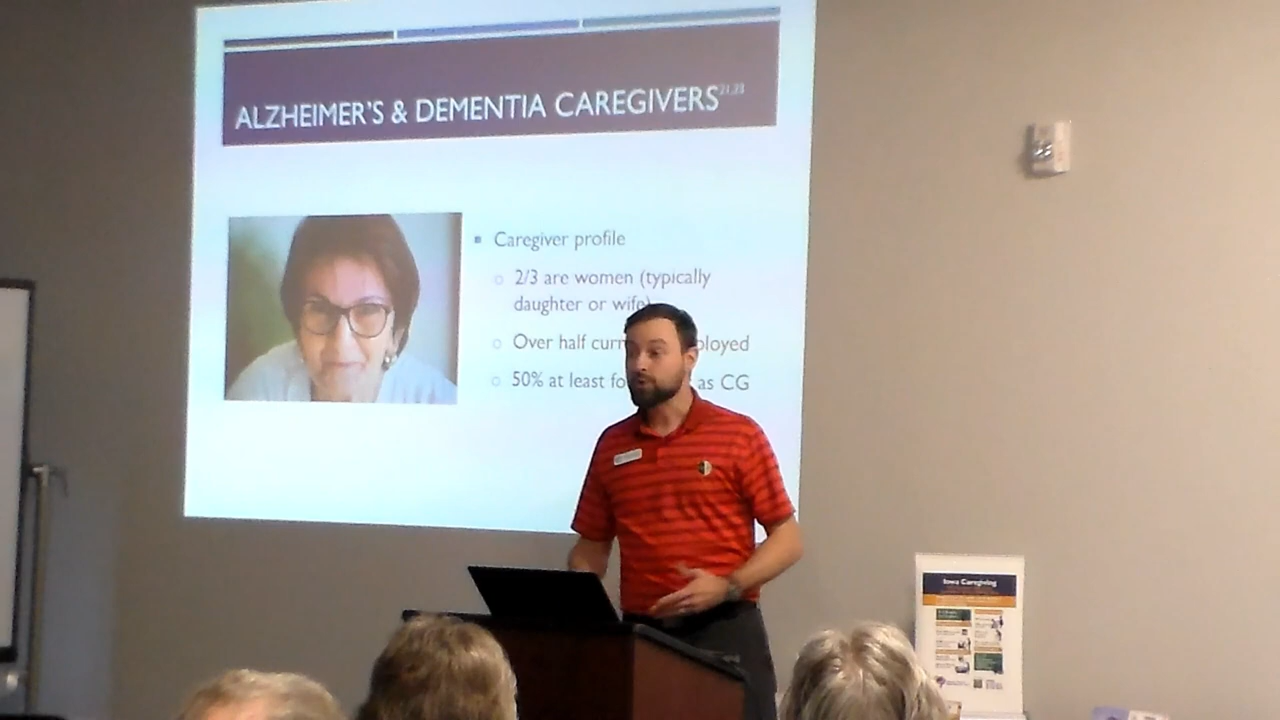 ALZHEIMER'S & DEMENTIA CAREGIVERS
Caregiver profile
2/3 are women (typically
daughter or wife)
Over half curr ployed
50% at least fo as CG
Iowa Caregiving